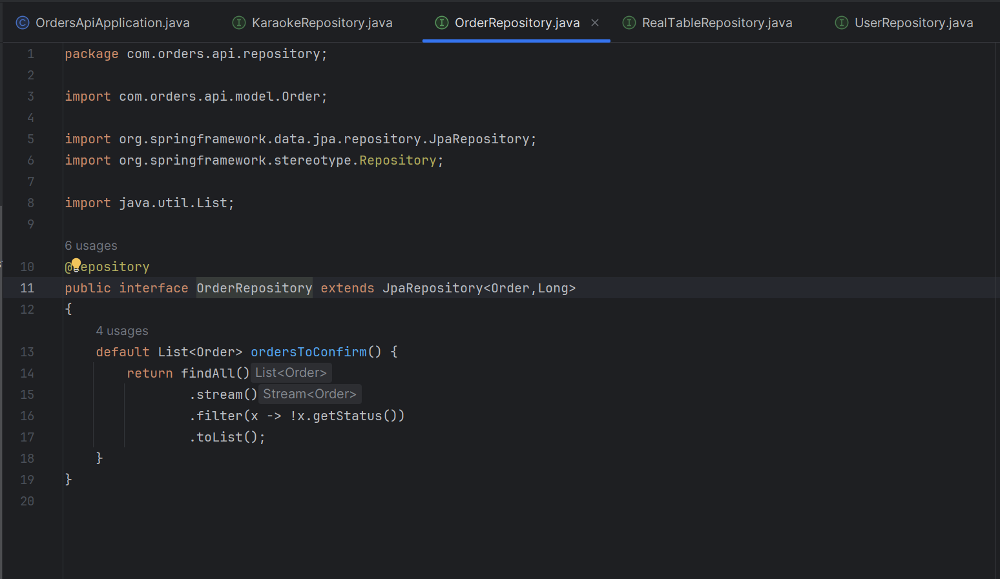 OrdersApiApplication.java KaraokeRepository.java OrderRepository.java RealTableRepository.java UserRepository.java
1 package com.orders.api.repository;
2
3 import com.orders.api.model.Order;
4
5 import org.springframework.data.jpa.repository.JpaRepository;
6 import org.springframework.stereotype.Repository;
7
8 import java.util.List;
9
6 usages
10 @Repository
11 public interface OrderRepository extends JpaRepository<Order,Long>
12 {
4 usages
13 default List<Order> ordersToConfirm() {
14 return findAll() List<Order>
15 .stream() Stream<Order>
16 .filter(x -> !x.getStatus())
17 .toList();
18 }
19 }
20